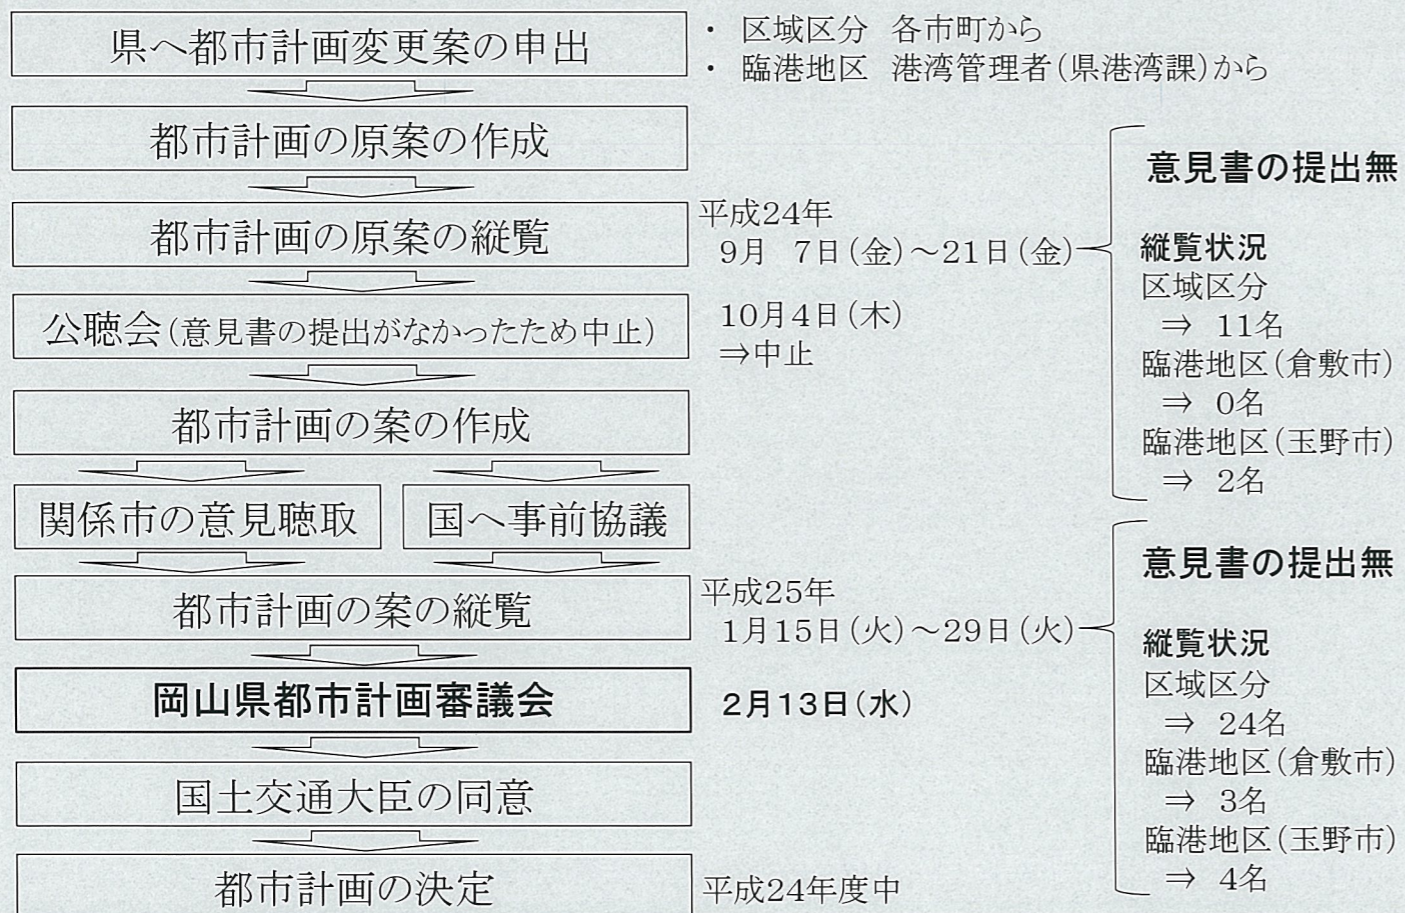 県へ都市計画変更案の申出
・ 区域区分 各市町から
・ 臨港地区 港湾管理者(県港湾課)から
都市計画の原案の作成
都市計画の原案の縦覧
平成24年
9月 7日(金)～21日(金)
意見書の提出無
縦覧状況
区域区分
⇒ 11名
臨港地区(倉敷市)
⇒ 0名
臨港地区(玉野市)
⇒ 2名
公聴会(意見書の提出がなかったため中止)
10月4日(木)
⇒中止
都市計画の案の作成
関係市の意見聴取
国へ事前協議
都市計画の案の縦覧
平成25年
1月15日(火)～29日(火)
意見書の提出無
縦覧状況
区域区分
⇒ 24名
臨港地区(倉敷市)
⇒ 3名
臨港地区(玉野市)
⇒ 4名
岡山県都市計画審議会
2月13日(水)
国土交通大臣の同意
都市計画の決定
平成24年度中